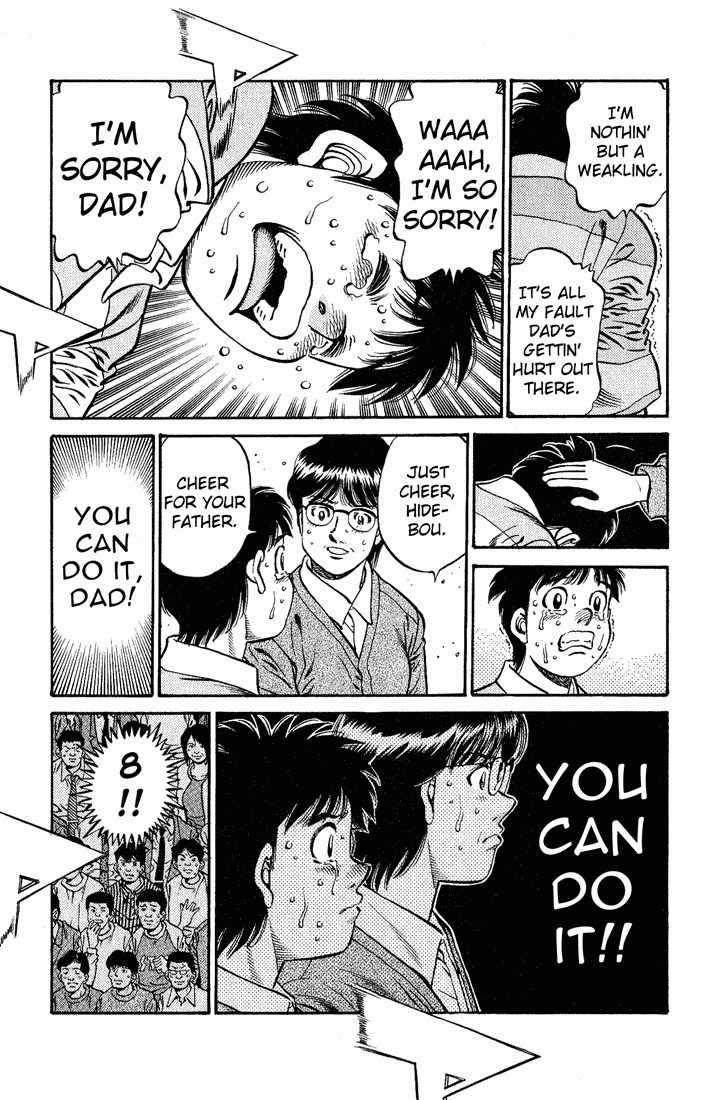 I'M
NOTHIN'
BUT A
WEAKLING.
IT'S ALL
MY FAULT
DAD'S
GETTIN'
HURT OUT
THERE.
WAAA
AAAH,
I'M SO
SORRY!
I'M
SORRY,
DAD!
JUST
CHEER,
HIDE-
BOU.
CHEER
FOR YOUR
FATHER.
YOU
CAN
DO IT,
DAD!
YOU
CAN
DO
IT!!
8
!!